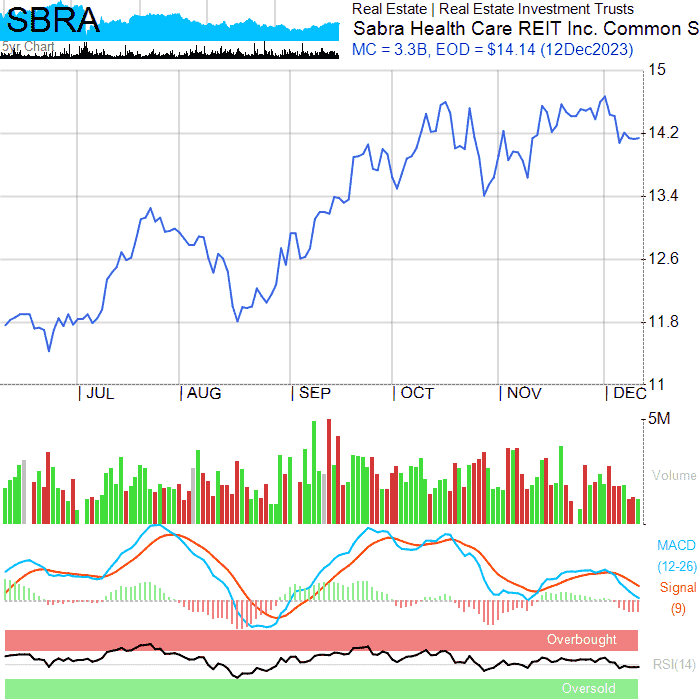 SBRA
5yr Chart
Real Estate | Real Estate Investment Trusts
Sabra Health Care REIT Inc. Common S
MC = 3.3B, EOD = $14.14 (12Dec2023)
15
14.2
13.4
12.6
11.8
11
| JUL | AUG | SEP | OCT | NOV | DEC
5M
Volume
MACD
(12-26)
Signal
(9)
Overbought
RSI(14)
Oversold